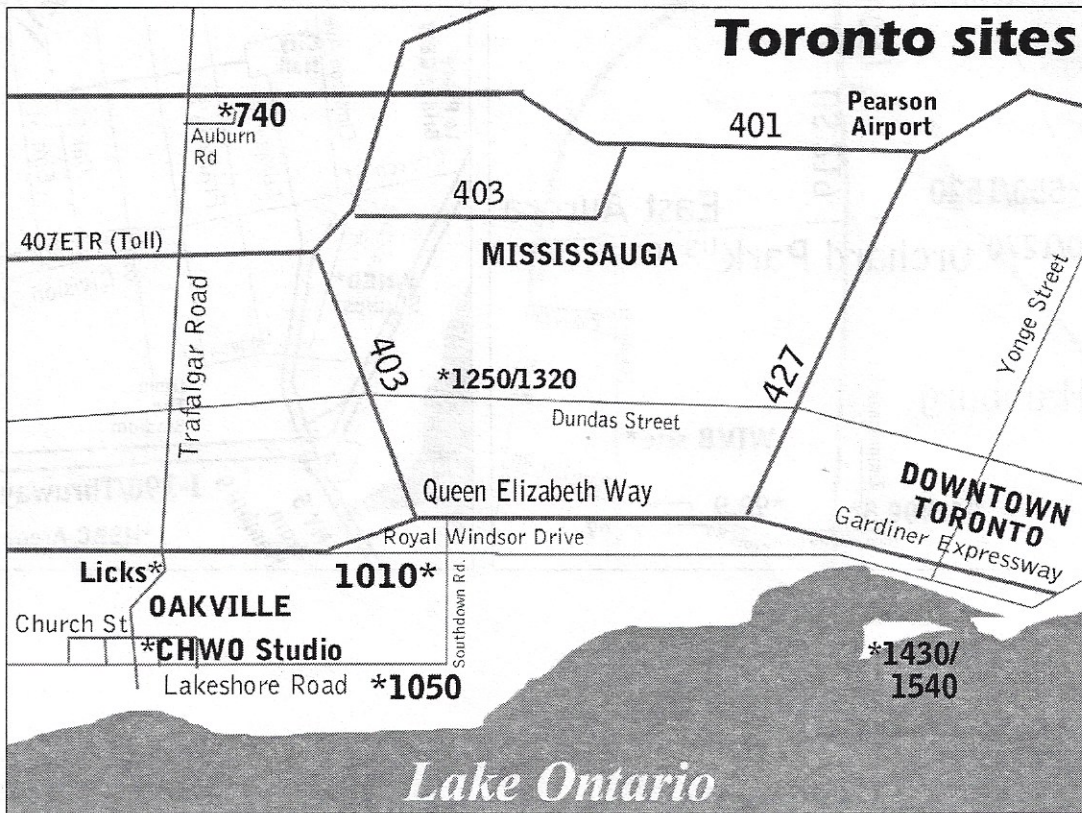 Toronto sites
*740
Auburn
Rd
Pearson
Airport
401
403
407ETR (Toll)
MISSISSAUGA
Trafalgar Road
Yonge Street
403
*1250/1320
427
Dundas Street
Queen Elizabeth Way
DOWNTOWN
TORONTO
Gardiner Expressway
Royal Windsor Drive
Licks*
1010*
Southdown Rd.
OAKVILLE
Church St
*CHWO Studio
Lakeshore Road
*1050
*1430/
1540
Lake Ontario